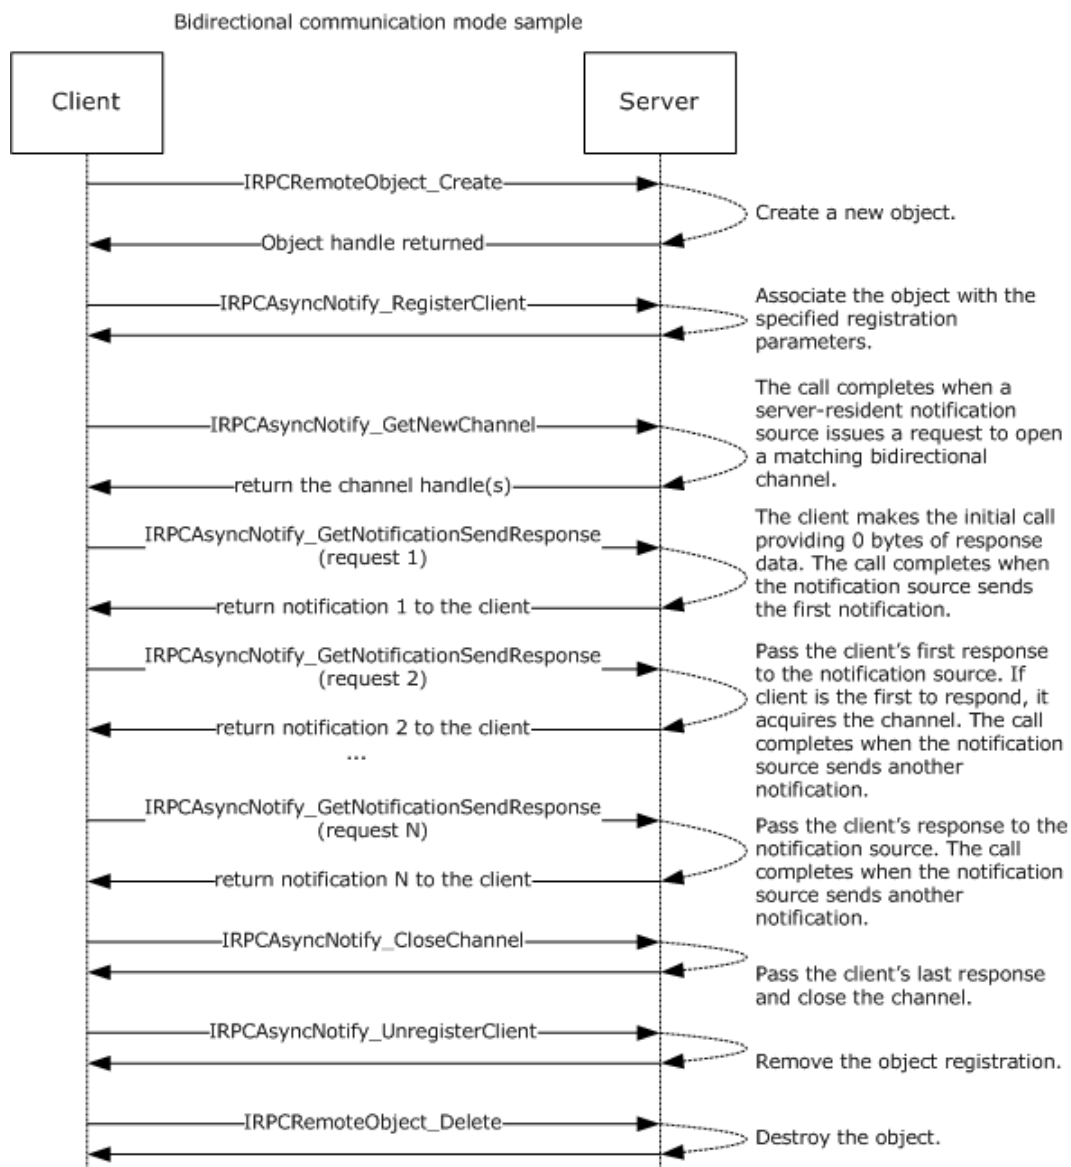 Bidirectional communication mode sample
Client
Server
IRPCRemoteObject_Create
Create a new object.
Object handle returned
IRPCAsyncNotify_RegisterClient
Associate the object with the
specified registration
parameters.
IRPCAsyncNotify_GetNewChannel
The call completes when a
server-resident notification
source issues a request to open
a matching bidirectional
channel.
return the channel handle(s)
IRPCAsyncNotify_GetNotificationSendResponse
(request 1)
The client makes the initial call
providing 0 bytes of response
data. The call completes when
the notification source sends
the first notification.
return notification 1 to the client
IRPCAsyncNotify_GetNotificationSendResponse
(request 2)
Pass the client's first response
to the notification source. If
client is the first to respond, it
acquires the channel. The call
completes when the notification
source sends another
notification.
return notification 2 to the client
...
IRPCAsyncNotify_GetNotificationSendResponse
(request N)
Pass the client's response to the
notification source. The call
completes when the notification
source sends another
notification.
return notification N to the client
IRPCAsyncNotify_CloseChannel
Pass the client's last response
and close the channel.
IRPCAsyncNotify_UnregisterClient
Remove the object registration.
IRPCRemoteObject_Delete
Destroy the object.